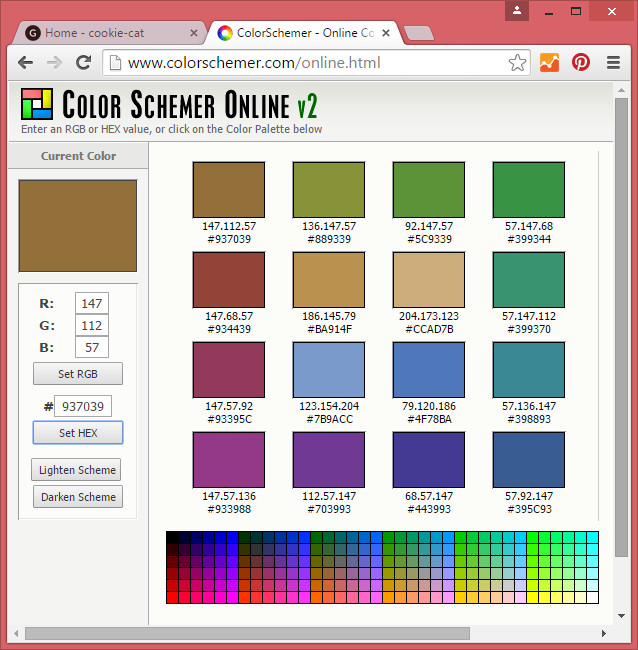 G Home - cookie-cat
ColorSchemer - Online Co
www.colorschemer.com/online.html
COLOR SCHEMER ONLINE v2
Enter an RGB or HEX value, or click on the Color Palette below
Current Color
R: 147
G: 112
B: 57
Set RGB
# 937039
Set HEX
Lighten Scheme
Darken Scheme
147.112.57 136.147.57 92.147.57 57.147.68
#937039 #889339 #5C9339 #399344
147.68.57 186.145.79 204.173.123 57.147.112
#934439 #BA914F #CCAD7B #399370
147.57.92 123.154.204 79.120.186 57.136.147
#93395C #7B9ACC #4F78BA #398893
147.57.136 112.57.147 68.57.147 57.92.147
#933988 #703993 #443993 #395C93